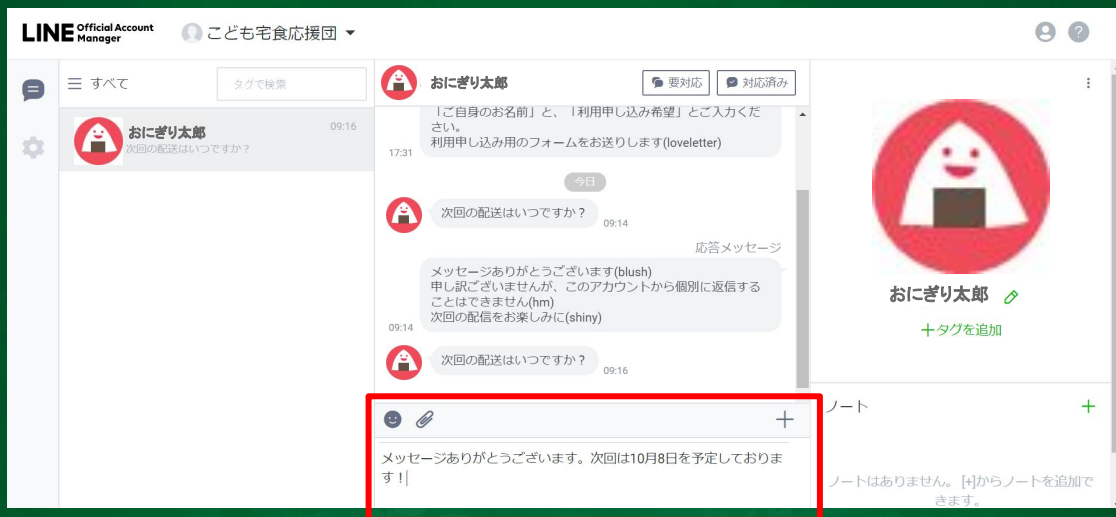 LINE Official Account Manager
こども宅食応援団
?
すべて
タグで検索
おにぎり太郎
09:16
次回の配送はいつですか？
おにぎり太郎
要対応
対応済み
「ご自身のお名前」と、「利用申し込み希望」とご入力くだ
さい。
利用申し込み用のフォームをお送りします(loveletter)
17:31
今日
次回の配送はいつですか？
09:14
応答メッセージ
メッセージありがとうございます(blush)
申し訳ございませんが、このアカウントから個別に返信する
ことはできません(hm)
次回の配信をお楽しみに(shiny)
09:14
次回の配送はいつですか？
09:16
メッセージありがとうございます。次回は10月8日を予定しておりま
す！
おにぎり太郎
＋タグを追加
ノート
ノートはありません。[+]からノートを追加で
きます。